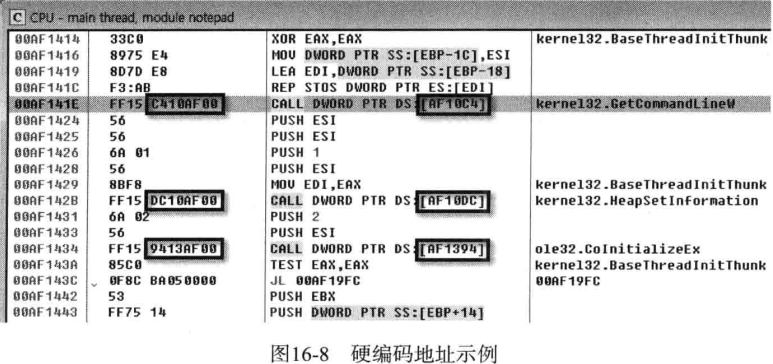 C CPU - main thread, module notepad
00AF1414 33C0 XOR EAX,EAX kernel32.BaseThreadInitThunk
00AF1416 8975 E4 MOV DWORD PTR SS:[EBP-1C],ESI
00AF1419 8D7D E8 LEA EDI,DWORD PTR SS:[EBP-18]
00AF141C F3:AB REP STOS DWORD PTR ES:[EDI]
00AF141E FF15 C410AF00 CALL DWORD PTR DS:[AF10C4] kernel32.GetCommandLineW
00AF1424 56 PUSH ESI
00AF1425 56 PUSH ESI
00AF1426 6A 01 PUSH 1
00AF1428 56 PUSH ESI
00AF1429 8BF8 MOV EDI,EAX kernel32.BaseThreadInitThunk
00AF142B FF15 DC10AF00 CALL DWORD PTR DS:[AF10DC] kernel32.HeapSetInformation
00AF1431 6A 02 PUSH 2
00AF1433 56 PUSH ESI
00AF1434 FF15 9413AF00 CALL DWORD PTR DS:[AF1394] ole32.CoInitializeEx
00AF143A 85C0 TEST EAX,EAX kernel32.BaseThreadInitThunk
00AF143C 0F8C BA050000 JL 00AF19FC 00AF19FC
00AF1442 53 PUSH EBX
00AF1443 FF75 14 PUSH DWORD PTR SS:[EBP+14]
图16-8 硬编码地址示例